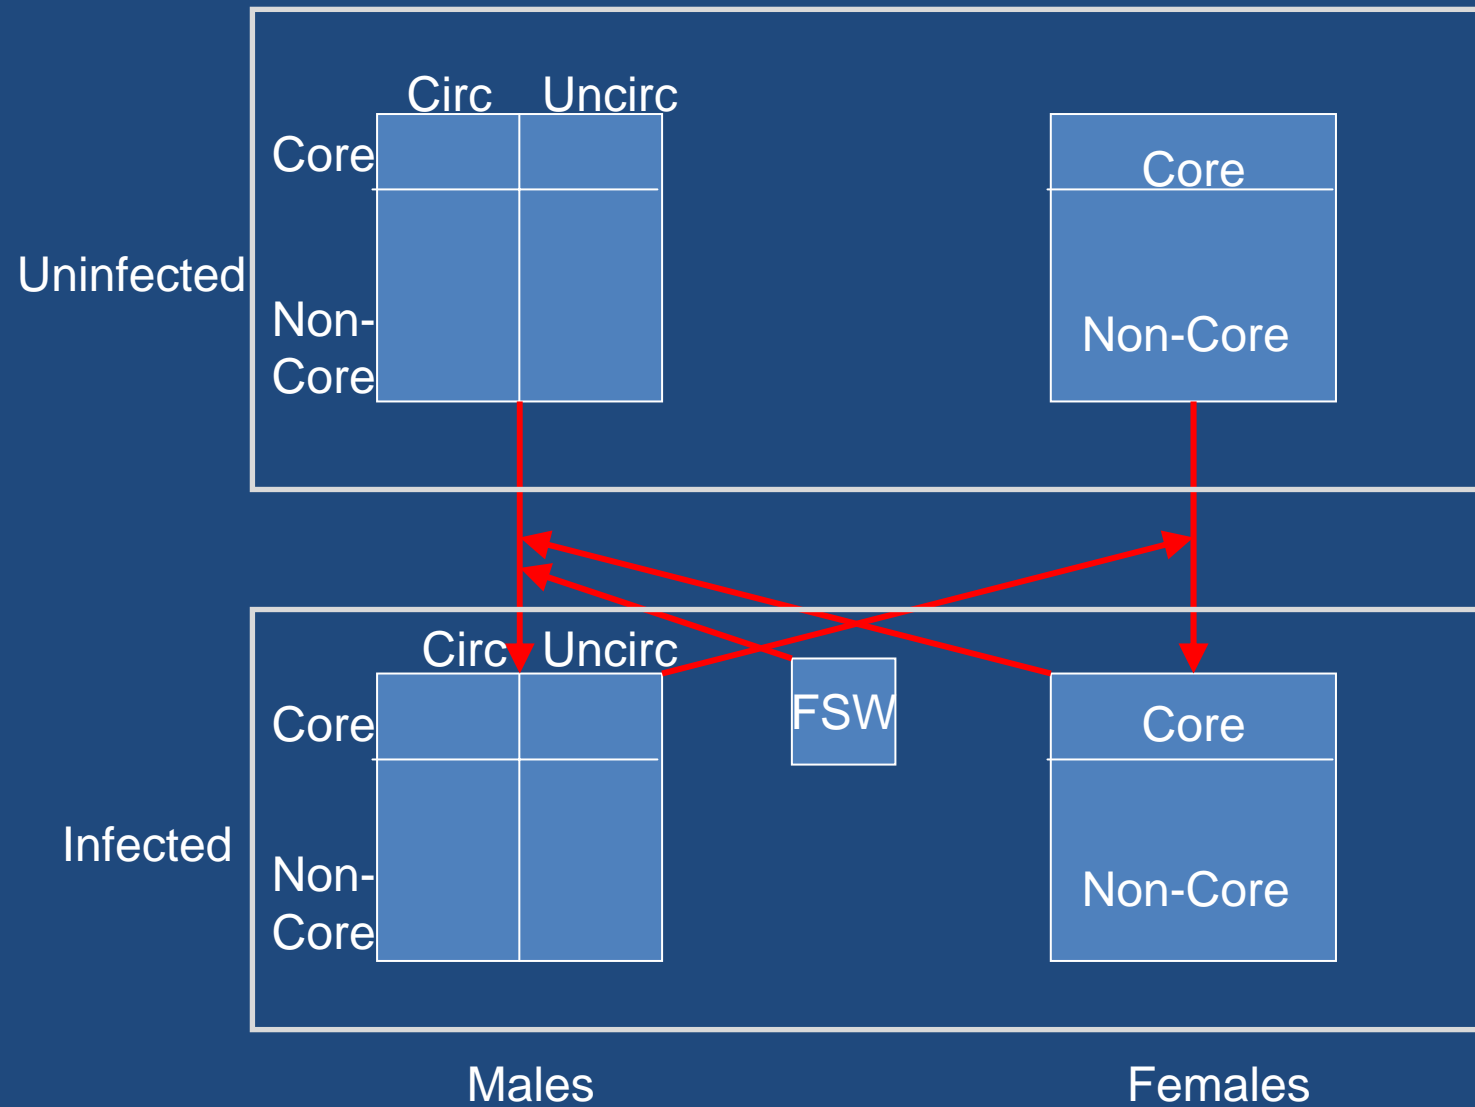 Circ Uncirc
Core
Core
Uninfected
Non-
Core
Non-Core
Circ Uncirc
FSW
Core
Core
Infected
Non-
Core
Non-Core
Males
Females